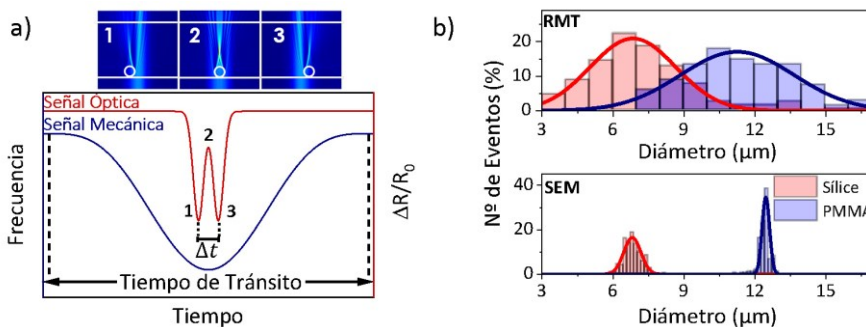 a)
1 2 3
Señal Óptica
Señal Mecánica
2
1 3
Δt
Tiempo de Tránsito
Frecuencia
ΔR/R₀
Tiempo
b)
RMT
20
10
0
3 6 9 12 15
Diámetro (µm)
Nº de Eventos (%)
SEM
Sílice
PMMA
40
20
0
3 6 9 12 15
Diámetro (µm)